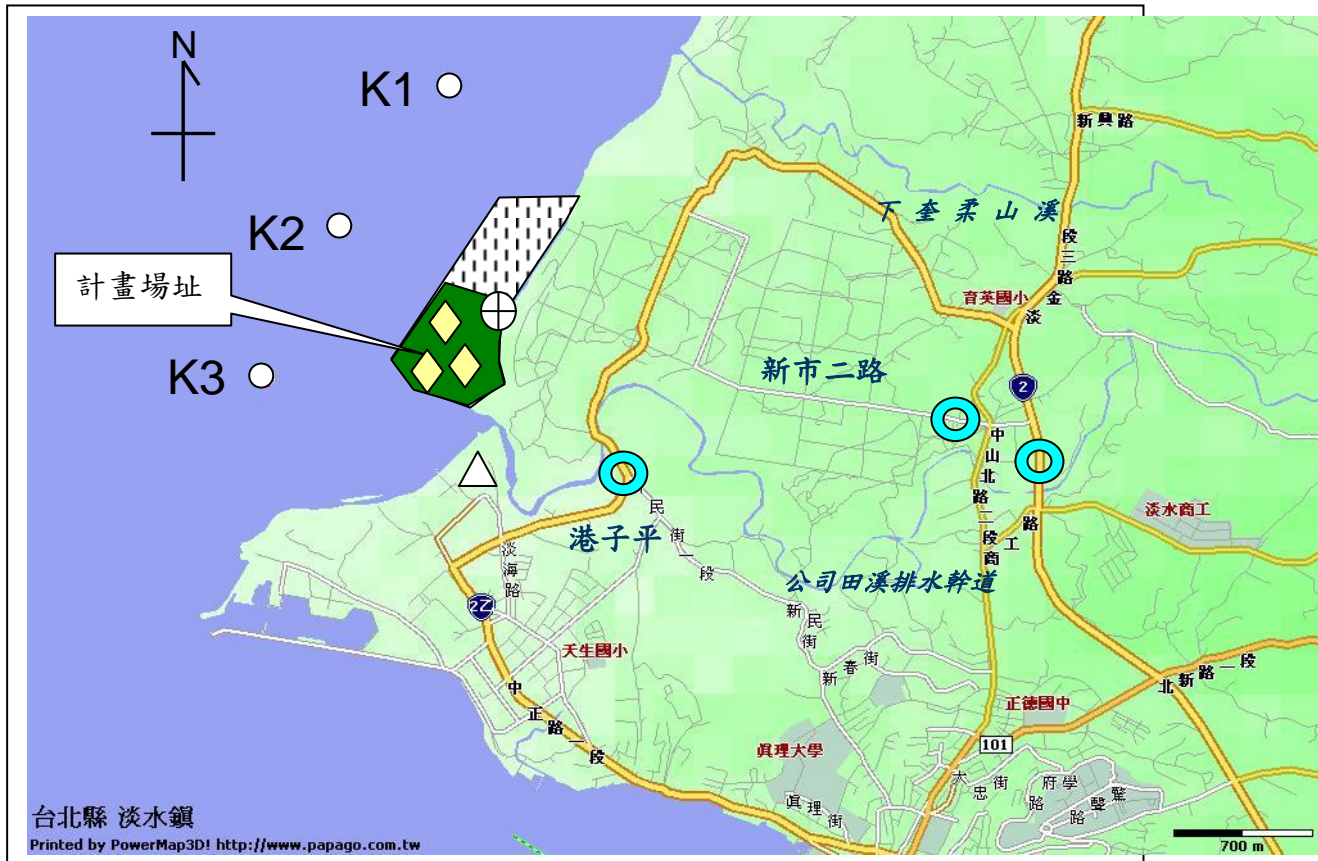 N
K1
K2
計畫場址
K3
新興路
下奎柔山溪
淡金路三段
育英國小
新市二路
2
中山北路二段
商工路
淡水商工
港子平
民街一段
淡海路
公司田溪排水幹道
新民街
新春街
2乙
天生國小
中正路一段
北新路一段
正德國中
101
真理大學
真理街
大忠街
學府路
鶯聲路
台北縣 淡水鎮
Printed by PowerMap3D! http://www.papago.com.tw
700 m